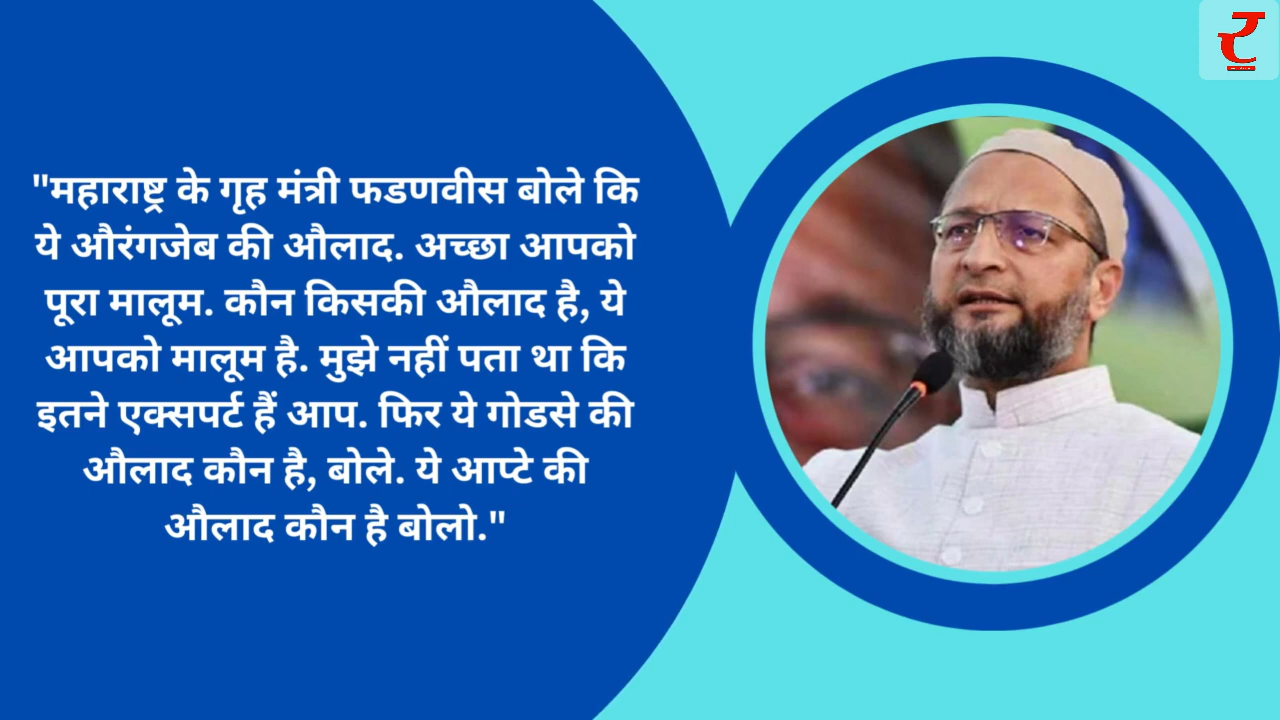 "महाराष्ट्र के गृह मंत्री फडणवीस बोले कि
ये औरंगजेब की औलाद. अच्छा आपको
पूरा मालूम. कौन किसकी औलाद है, ये
आपको मालूम है. मुझे नहीं पता था कि
इतने एक्सपर्ट हैं आप. फिर ये गोडसे की
औलाद कौन है, बोले. ये आप्टे की
औलाद कौन है बोलो."